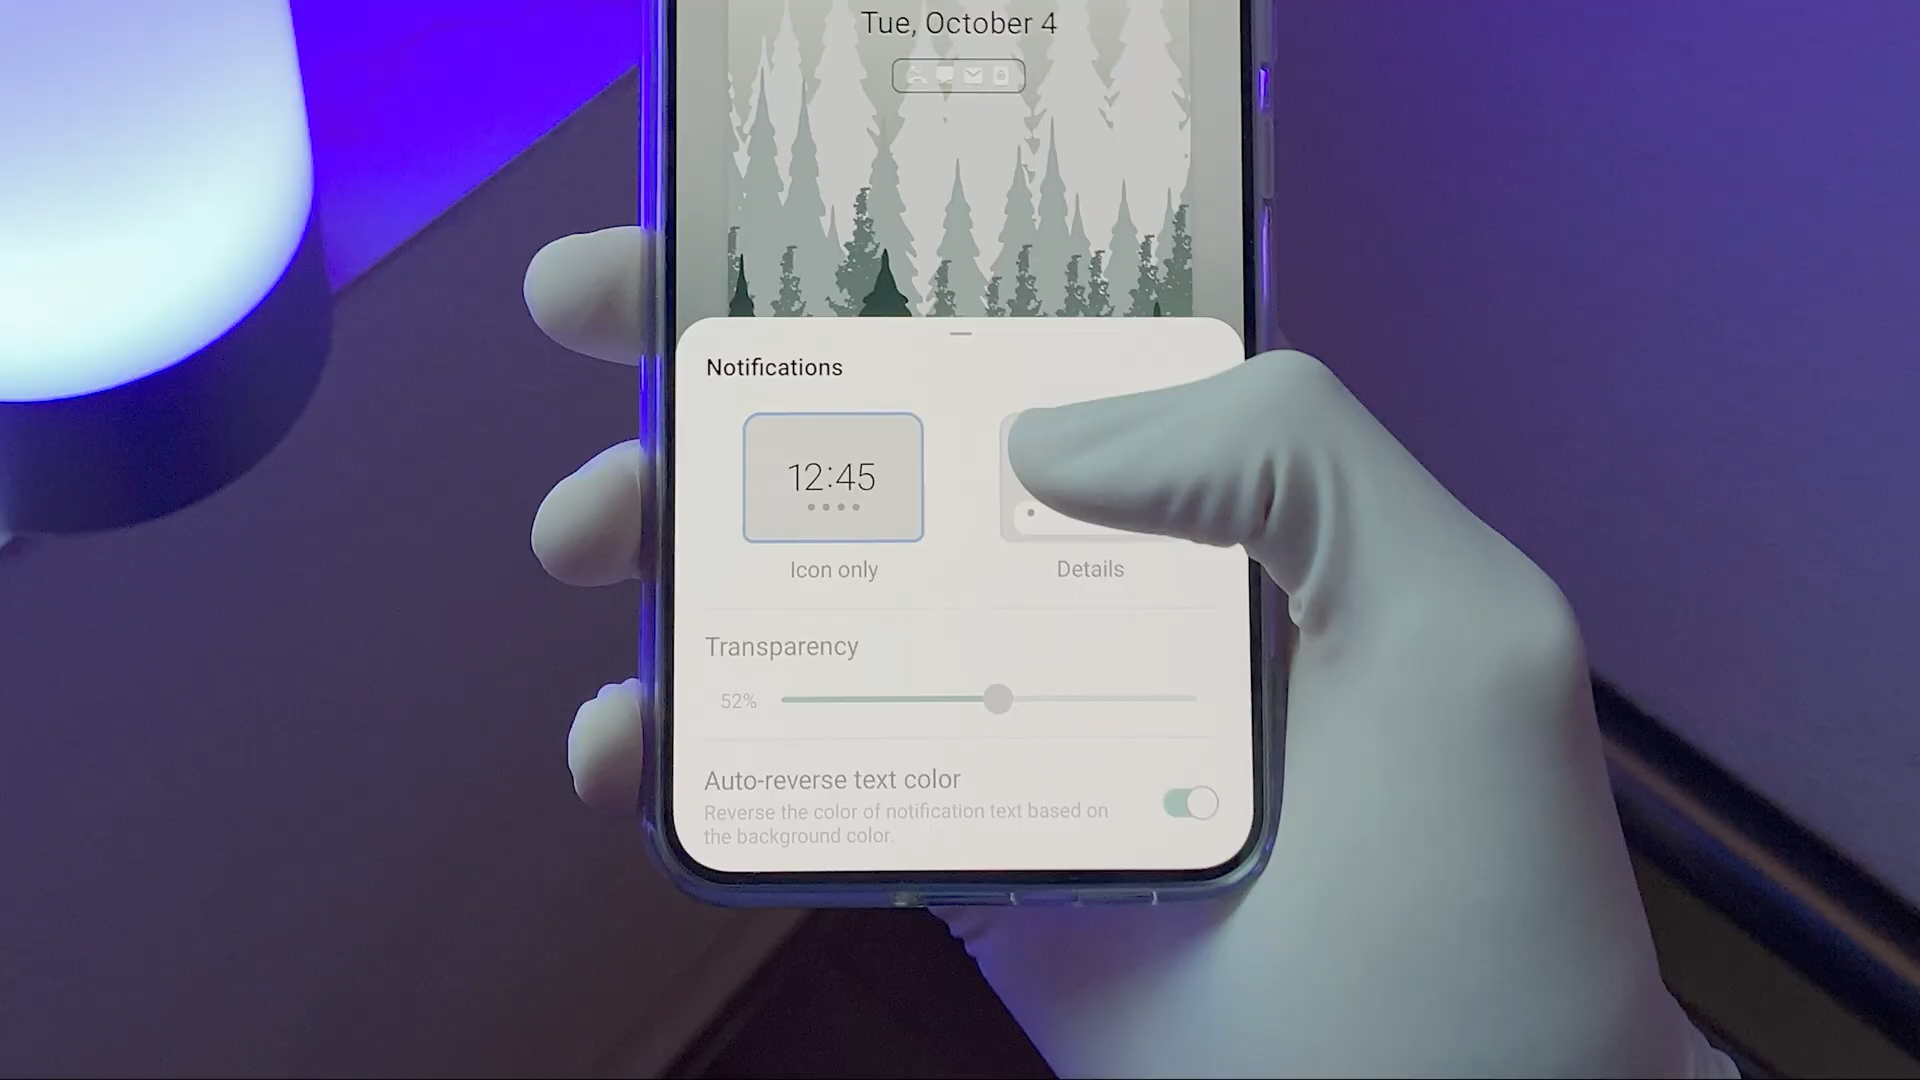 Tue, October 4
Notifications
12:45
Icon only
Details
Transparency
52%
Auto-reverse text color
Reverse the color of notification text based on
the background color.